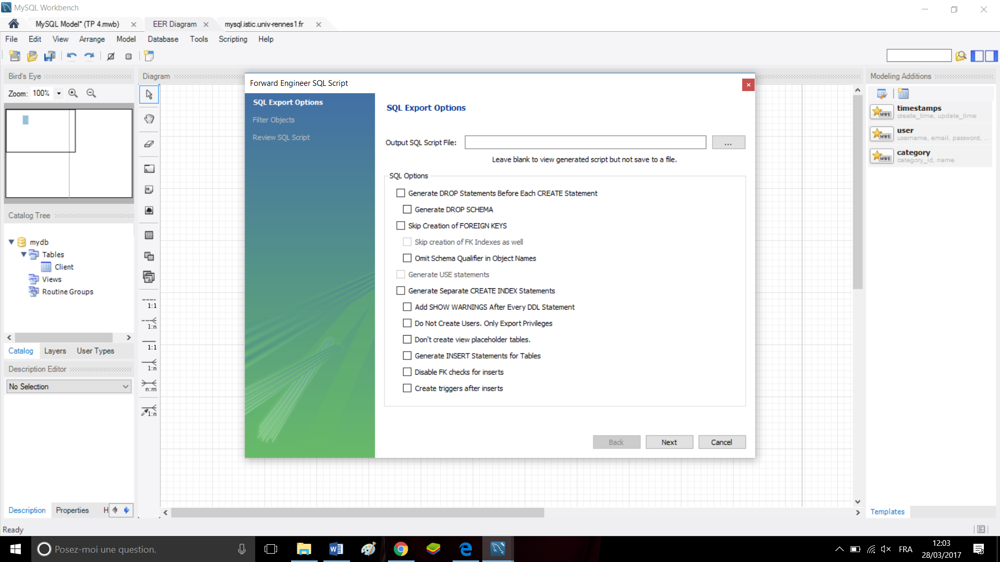 MySQL Workbench
MySQL Model* (TP 4.mwb)
EER Diagram
mysql.istic.univ-rennes1.fr
File Edit View Arrange Model Database Tools Scripting Help
Bird's Eye
Zoom: 100%
Catalog Tree
mydb
Tables
Client
Views
Routine Groups
Catalog Layers User Types
Description Editor
No Selection
Description Properties H
Ready
Diagram
L
N
1:1
1:n
1:1
1:n
n:m
1:n
Forward Engineer SQL Script
SQL Export Options
Filter Objects
Review SQL Script
SQL Export Options
Output SQL Script File:
...
Leave blank to view generated script but not save to a file.
SQL Options
Generate DROP Statements Before Each CREATE Statement
Generate DROP SCHEMA
Skip Creation of FOREIGN KEYS
Skip creation of FK Indexes as well
Omit Schema Qualifier in Object Names
Generate USE statements
Generate Separate CREATE INDEX Statements
Add SHOW WARNINGS After Every DDL Statement
Do Not Create Users. Only Export Privileges
Don't create view placeholder tables.
Generate INSERT Statements for Tables
Disable FK checks for inserts
Create triggers after inserts
Back Next Cancel
Modeling Additions
MWB
timestamps
create_time, update_time
MWB
user
username, email, password, ...
MWB
category
category_id, name
Templates
Posez-moi une question.
FRA
12:03
28/03/2017